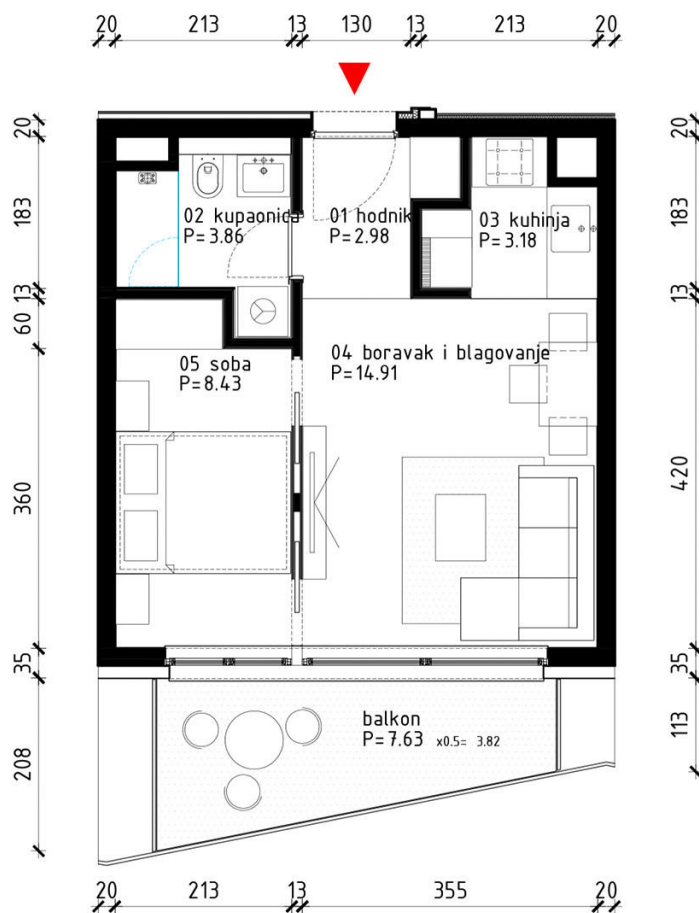 20 213 13 130 13 213 20
20
183
13
60
360
35
208
20
183
13
420
35
113
02 kupaonica
P=3.86
01 hodnik
P=2.98
03 kuhinja
P=3.18
05 soba
P=8.43
04 boravak i blagovanje
P=14.91
balkon
P=7.63 x0.5= 3.82
20 213 13 355 20